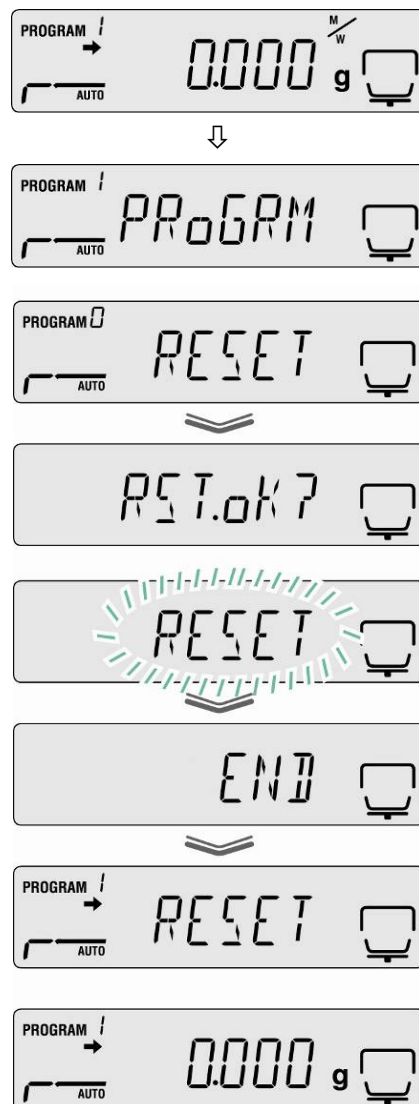 PROGRAM 1
M/W
0.000 g
AUTO
PROGRAM 1
PRoGRM
AUTO
PROGRAM 0
RESET
AUTO
RST.oK?
RESET
END
PROGRAM 1
RESET
AUTO
PROGRAM 1
0.000 g
AUTO